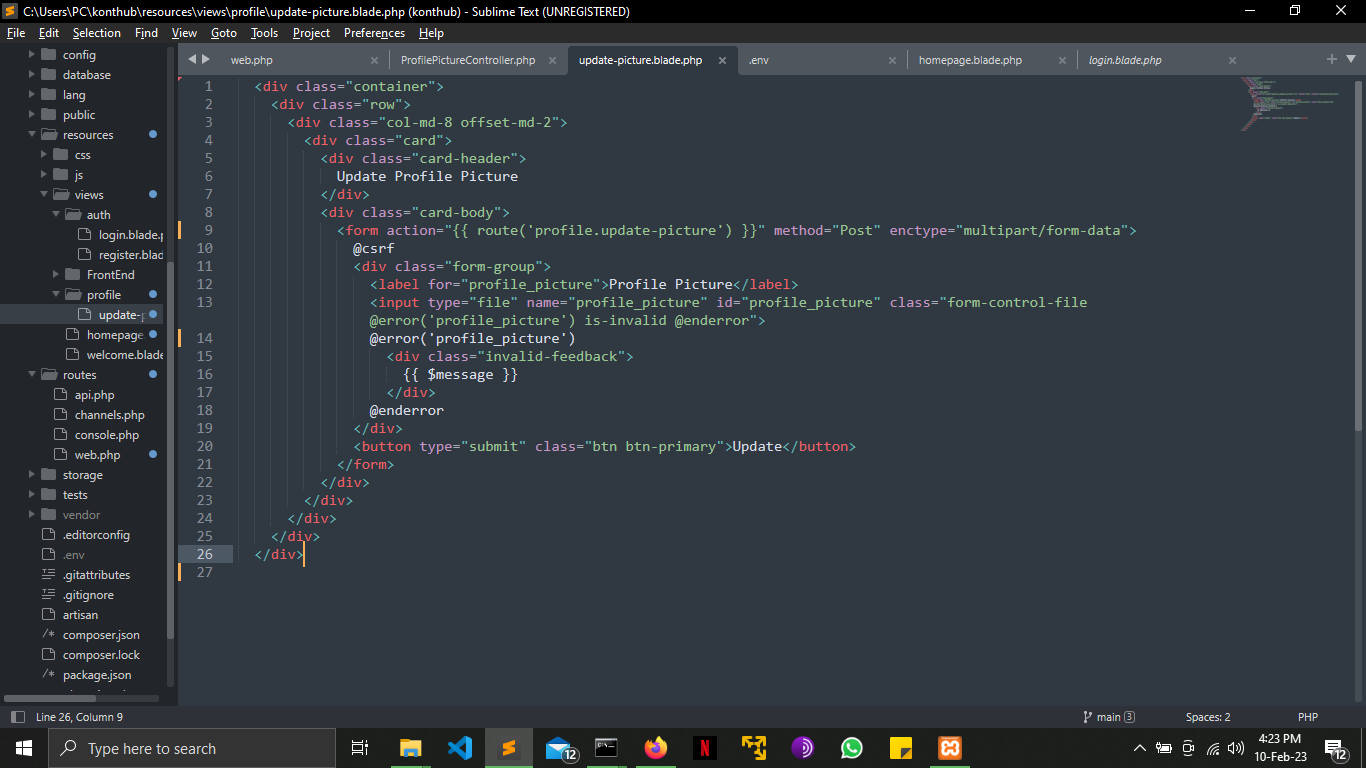 C:\Users\PC\konthub\resources\views\profile\update-picture.blade.php (konthub) - Sublime Text (UNREGISTERED)
File Edit Selection Find View Goto Tools Project Preferences Help
config
database
lang
public
resources
css
js
views
auth
login.blade.p
register.blad
FrontEnd
profile
update-p
homepage
welcome.blade
routes
api.php
channels.php
console.php
web.php
storage
tests
vendor
.editorconfig
.env
.gitattributes
.gitignore
artisan
/* composer.json
composer.lock
/* package.json
web.php ProfilePictureController.php update-picture.blade.php .env homepage.blade.php login.blade.php
1 <div class="container">
2 <div class="row">
3 <div class="col-md-8 offset-md-2">
4 <div class="card">
5 <div class="card-header">
6 Update Profile Picture
7 </div>
8 <div class="card-body">
9 <form action="{{ route('profile.update-picture') }}" method="Post" enctype="multipart/form-data">
10 @csrf
11 <div class="form-group">
12 <label for="profile_picture">Profile Picture</label>
13 <input type="file" name="profile_picture" id="profile_picture" class="form-control-file
@error('profile_picture') is-invalid @enderror">
14 @error('profile_picture')
15 <div class="invalid-feedback">
16 {{ $message }}
17 </div>
18 @enderror
19 </div>
20 <button type="submit" class="btn btn-primary">Update</button>
21 </form>
22 </div>
23 </div>
24 </div>
25 </div>
26 </div>
27
Line 26, Column 9 main 3 Spaces: 2 PHP
Type here to search
12
4:23 PM
10-Feb-23
12